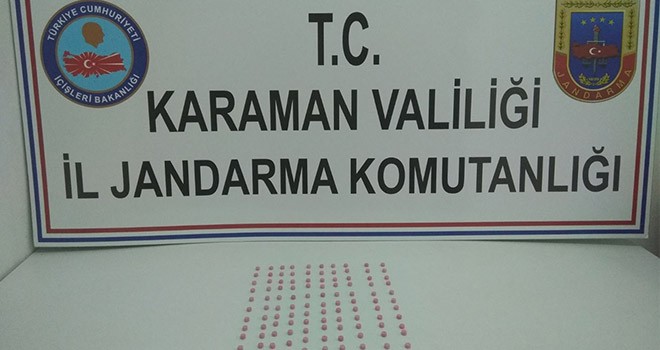 T.C.
KARAMAN VALİLİĞİ
İL JANDARMA KOMUTANLIĞI
TÜRKİYE CUMHURİYETİ
İÇİŞLERİ BAKANLIĞI
JANDARMA